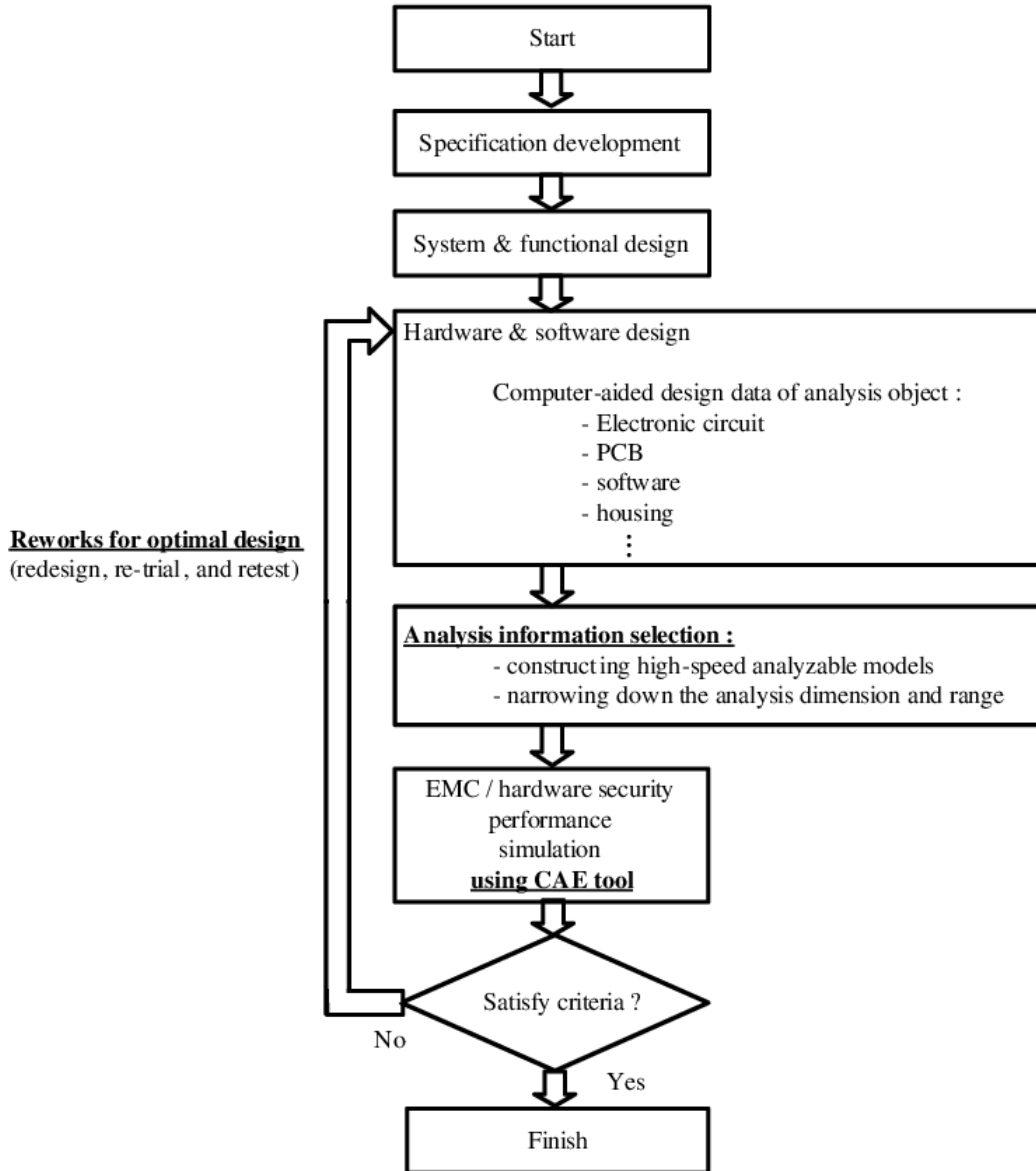 Start
Specification development
System & functional design
Hardware & software design
Computer-aided design data of analysis object :
- Electronic circuit
- PCB
- software
- housing
⋮
Reworks for optimal design
(redesign, re-trial, and retest)
Analysis information selection :
- constructing high-speed analyzable models
- narrowing down the analysis dimension and range
EMC / hardware security
performance
simulation
using CAE tool
Satisfy criteria ?
No
Yes
Finish